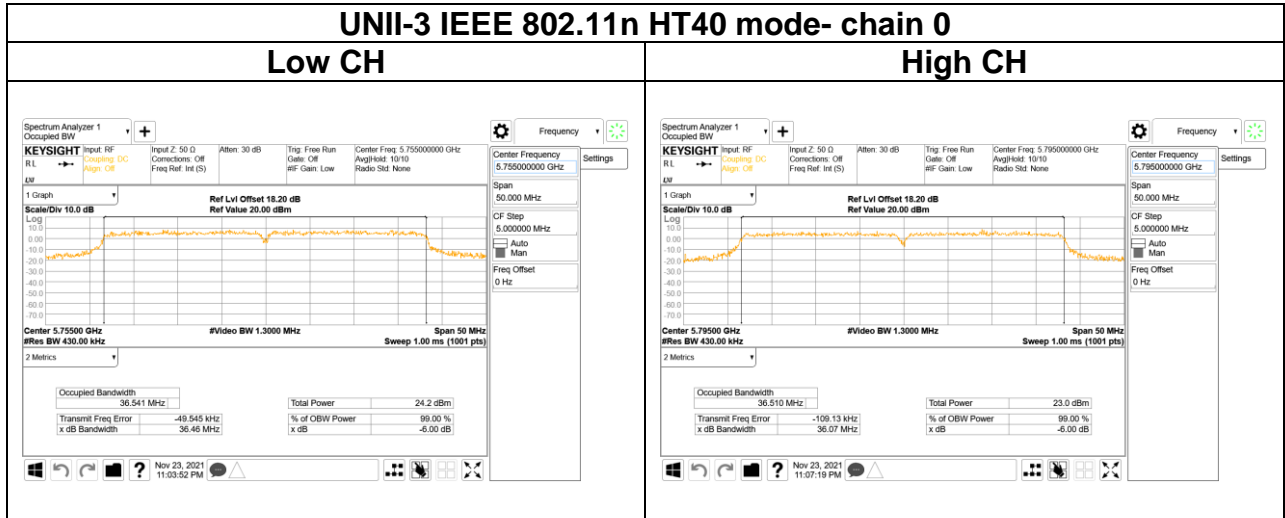 UNII-3 IEEE 802.11n HT40 mode- chain 0
Low CH
High CH
Spectrum Analyzer 1
Occupied BW
+
Frequency
KEYSIGHT
R L
Input: RF
Coupling: DC
Align: Off
Input Z: 50 Ω
Corrections: Off
Freq Ref: Int (S)
Atten: 30 dB
Trig: Free Run
Gate: Off
#IF Gain: Low
Center Freq: 5.755000000 GHz
Avg|Hold: 10/10
Radio Std: None
Center Frequency
5.755000000 GHz
Settings
Span
50.000 MHz
CF Step
5.000000 MHz
Auto
Man
Freq Offset
0 Hz
1 Graph
Scale/Div 10.0 dB
Ref Lvl Offset 18.20 dB
Ref Value 20.00 dBm
Log
10.0
0.00
-10.0
-20.0
-30.0
-40.0
-50.0
-60.0
-70.0
Center 5.75500 GHz
#Res BW 430.00 kHz
#Video BW 1.3000 MHz
Span 50 MHz
Sweep 1.00 ms (1001 pts)
2 Metrics
Occupied Bandwidth
36.541 MHz
Total Power 24.2 dBm
Transmit Freq Error -49.545 kHz
% of OBW Power 99.00 %
x dB Bandwidth 36.46 MHz
x dB -6.00 dB
?
Nov 23, 2021
11:03:52 PM
Spectrum Analyzer 1
Occupied BW
+
Frequency
KEYSIGHT
R L
Input: RF
Coupling: DC
Align: Off
Input Z: 50 Ω
Corrections: Off
Freq Ref: Int (S)
Atten: 30 dB
Trig: Free Run
Gate: Off
#IF Gain: Low
Center Freq: 5.795000000 GHz
Avg|Hold: 10/10
Radio Std: None
Center Frequency
5.795000000 GHz
Settings
Span
50.000 MHz
CF Step
5.000000 MHz
Auto
Man
Freq Offset
0 Hz
1 Graph
Scale/Div 10.0 dB
Ref Lvl Offset 18.20 dB
Ref Value 20.00 dBm
Log
10.0
0.00
-10.0
-20.0
-30.0
-40.0
-50.0
-60.0
-70.0
Center 5.79500 GHz
#Res BW 430.00 kHz
#Video BW 1.3000 MHz
Span 50 MHz
Sweep 1.00 ms (1001 pts)
2 Metrics
Occupied Bandwidth
36.510 MHz
Total Power 23.0 dBm
Transmit Freq Error -109.13 kHz
% of OBW Power 99.00 %
x dB Bandwidth 36.07 MHz
x dB -6.00 dB
?
Nov 23, 2021
11:07:19 PM